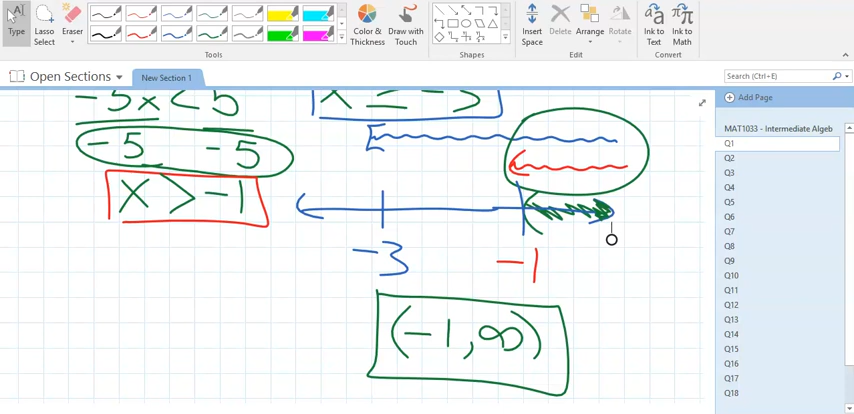 Type
Lasso Select
Eraser
Color & Thickness
Draw with Touch
Insert Space
Delete
Arrange
Rotate
Ink to Text
Ink to Math
Tools
Shapes
Edit
Convert
Open Sections
New Section 1
Search (Ctrl+E)
Add Page
MAT1033 - Intermediate Algeb
Q1
Q2
Q3
Q4
Q5
Q6
Q7
Q8
Q9
Q10
Q11
Q12
Q13
Q14
Q15
Q16
Q17
Q18
-5x < 5
-5 -5
x > -1
x ≥ -3
-3
-1
(-1, ∞)